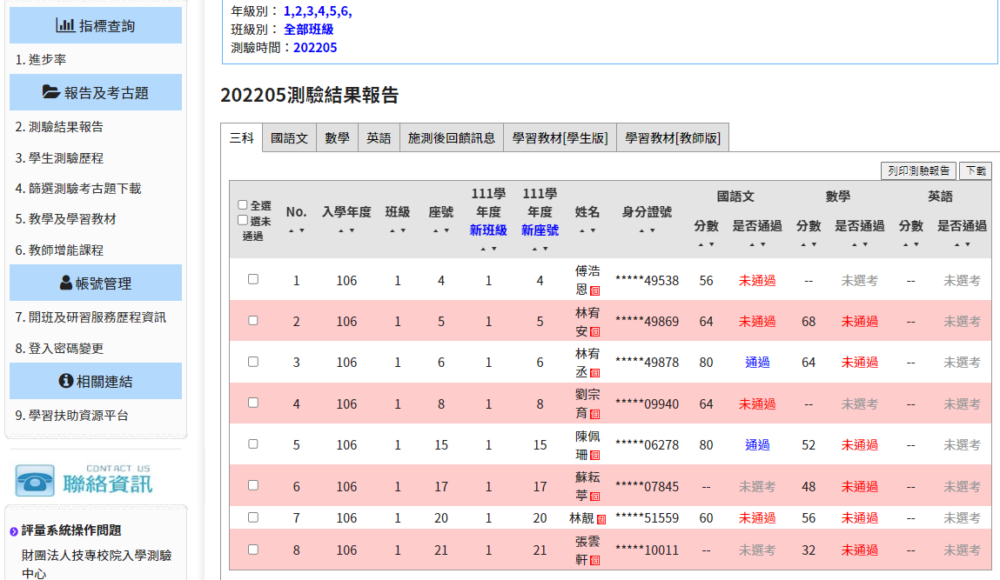 指標查詢
1. 進步率
報告及考古題
2. 測驗結果報告
3. 學生測驗歷程
4. 篩選測驗考古題下載
5. 教學及學習教材
6. 教師增能課程
帳號管理
7. 開班及研習服務歷程資訊
8. 登入密碼變更
相關連結
9. 學習扶助資源平台
CONTACT US
聯絡資訊
評量系統操作問題
財團法人技專校院入學測驗
中心
年級別： 1,2,3,4,5,6,
班級別： 全部班級
測驗時間：202205
202205測驗結果報告
三科 國語文 數學 英語 施測後回饋訊息 學習教材[學生版] 學習教材[教師版]
列印測驗報告 下載
全選
選未
通過
No. 入學年度 班級 座號
111學
年度
新班級
111學
年度
新座號
姓名 身分證號
國語文 數學 英語
分數 是否通過 分數 是否通過 分數 是否通過
1 106 1 4 1 4 傅浩
恩個 *****49538 56 未通過 -- 未選考 -- 未選考
2 106 1 5 1 5 林宥
安個 *****49869 64 未通過 68 未通過 -- 未選考
3 106 1 6 1 6 林宥
丞個 *****49878 80 通過 64 未通過 -- 未選考
4 106 1 8 1 8 劉宗
育個 *****09940 64 未通過 -- 未選考 -- 未選考
5 106 1 15 1 15 陳佩
珊個 *****06278 80 通過 52 未通過 -- 未選考
6 106 1 17 1 17 蘇耘
葶個 *****07845 -- 未選考 48 未通過 -- 未選考
7 106 1 20 1 20 林靚個 *****51559 60 未通過 56 未通過 -- 未選考
8 106 1 21 1 21 張雲
軒個 *****10011 -- 未選考 32 未通過 -- 未選考